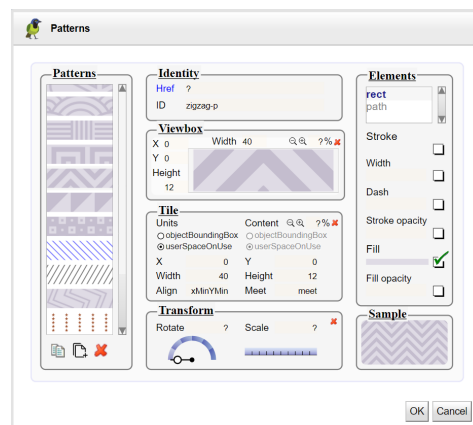 Patterns
Patterns
Identity
Href ?
ID zigzag-p
Viewbox
X 0 Width 40 ?%
Y 0
Height
12
Tile
Units Content ?%
objectBoundingBox objectBoundingBox
userSpaceOnUse userSpaceOnUse
X 0 Y 0
Width 40 Height 12
Align xMinYMin Meet meet
Transform
Rotate ? Scale ?
Elements
rect
path
Stroke
Width
Dash
Stroke opacity
Fill
Fill opacity
Sample
OK Cancel